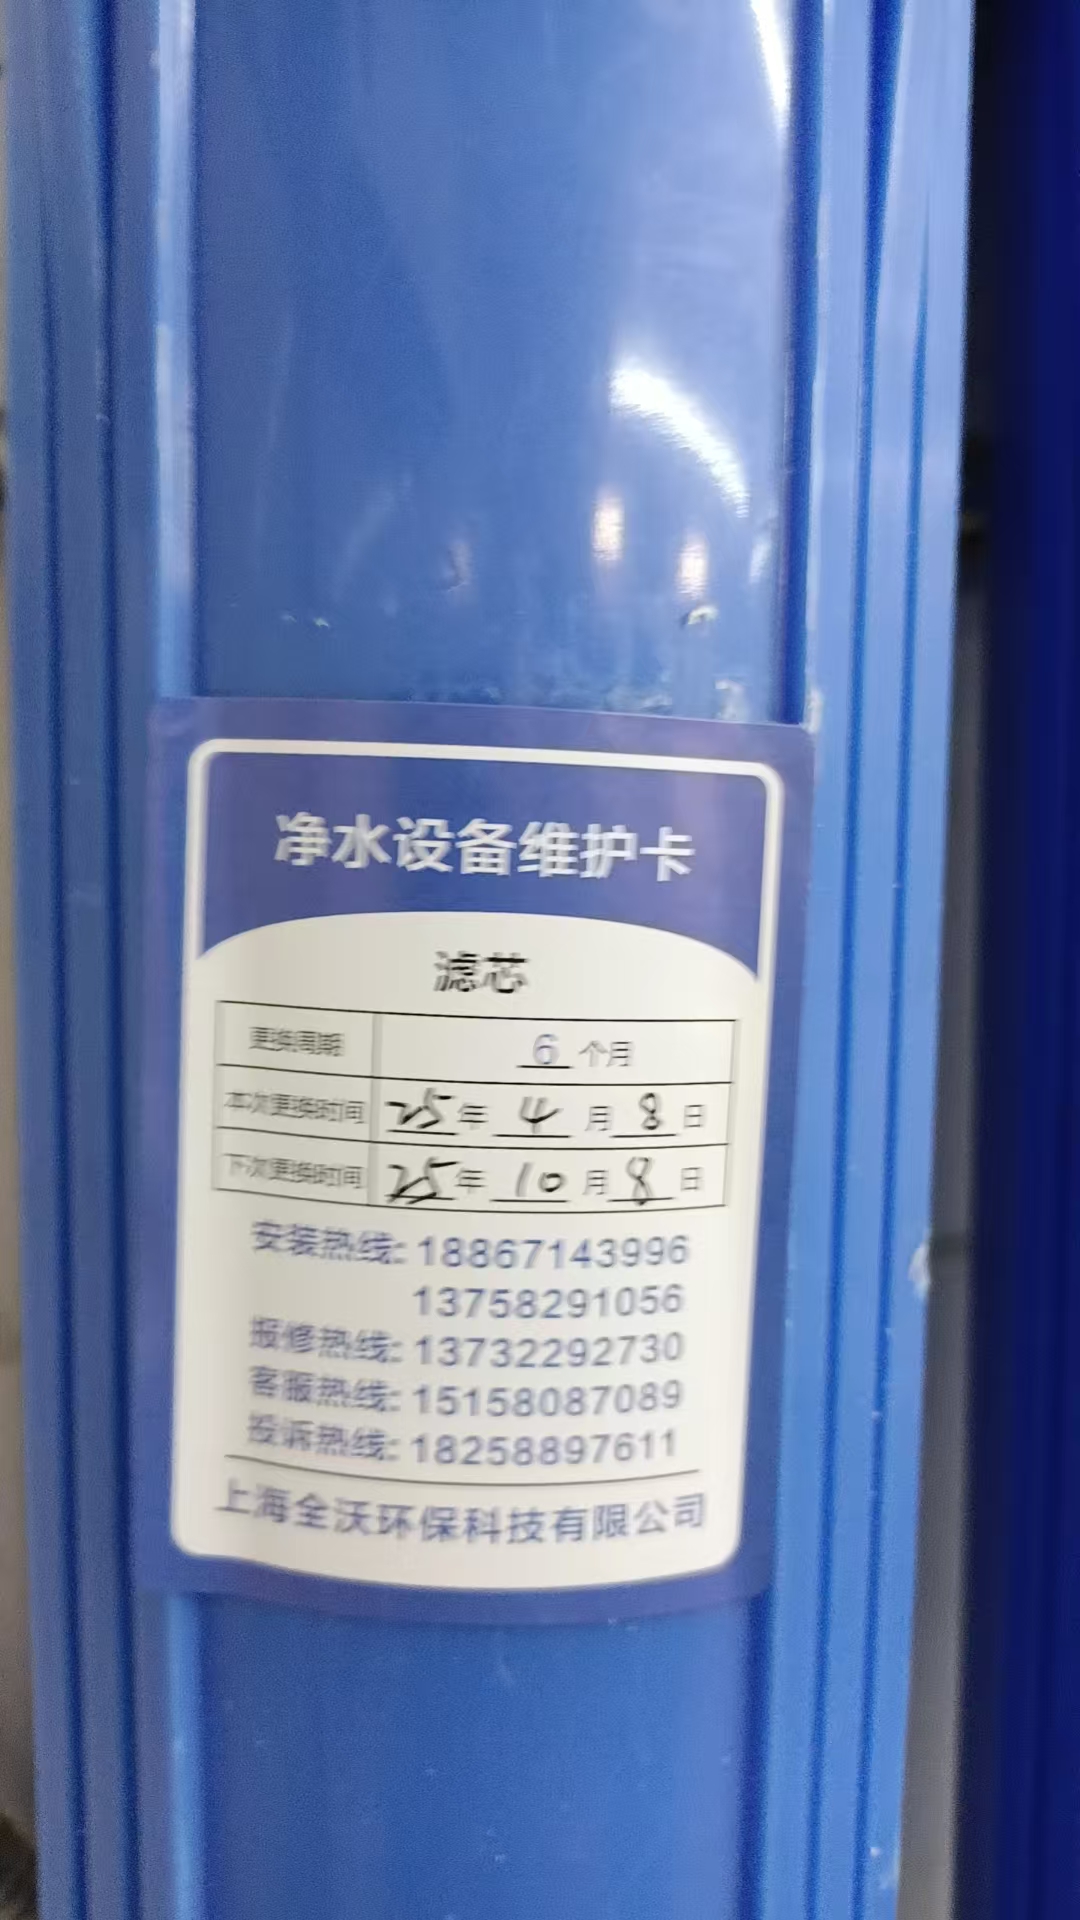 净水设备维护卡
滤芯
更换周期 6 个月
本次更换时间 25 年 4 月 8 日
下次更换时间 25 年 10 月 8 日
安装热线: 18867143996
13758291056
报修热线: 13732292730
客服热线: 15158087089
投诉热线: 18258897611
上海全沃环保科技有限公司